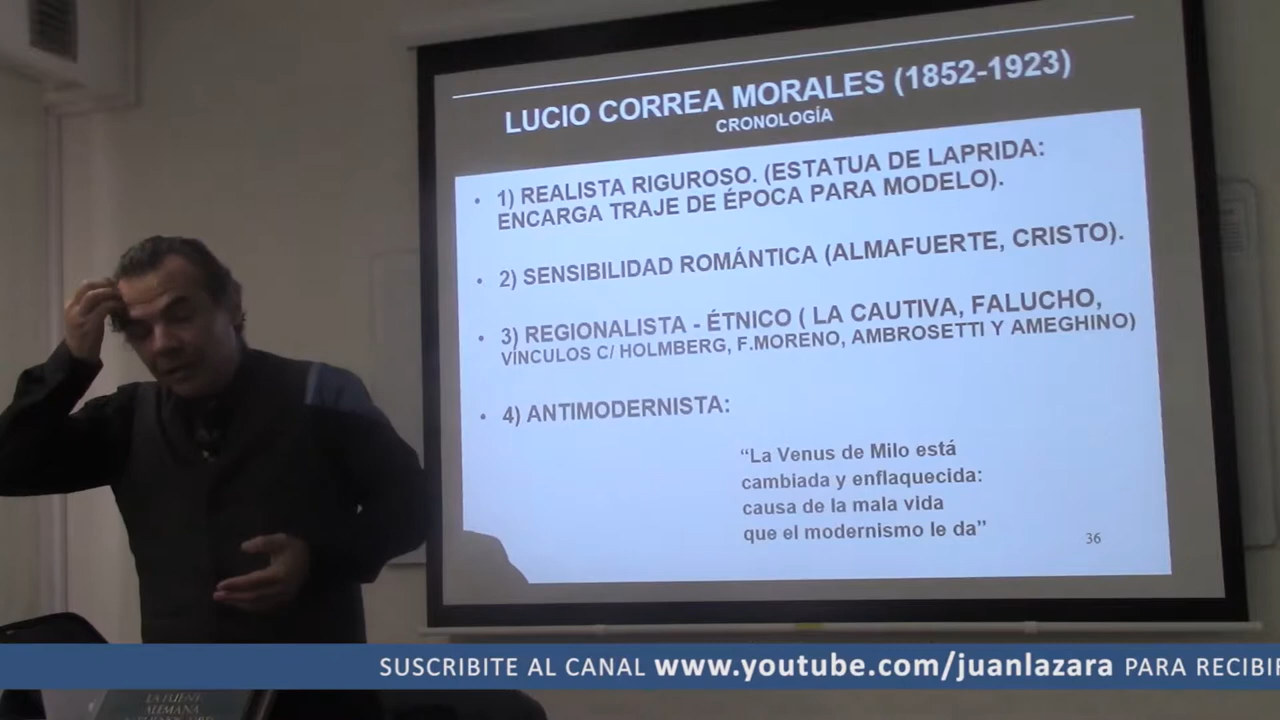 LUCIO CORREA MORALES (1852-1923)
CRONOLOGÍA
• 1) REALISTA RIGUROSO. (ESTATUA DE LAPRIDA:
ENCARGA TRAJE DE ÉPOCA PARA MODELO).
• 2) SENSIBILIDAD ROMÁNTICA (ALMAFUERTE, CRISTO).
• 3) REGIONALISTA - ÉTNICO ( LA CAUTIVA, FALUCHO,
VÍNCULOS C/ HOLMBERG, F.MORENO, AMBROSETTI Y AMEGHINO)
• 4) ANTIMODERNISTA:
“La Venus de Milo está
cambiada y enflaquecida:
causa de la mala vida
que el modernismo le da”
36
SUSCRIBITE AL CANAL www.youtube.com/juanlazara PARA RECIBIR
LA FUENTE
ALEMANA